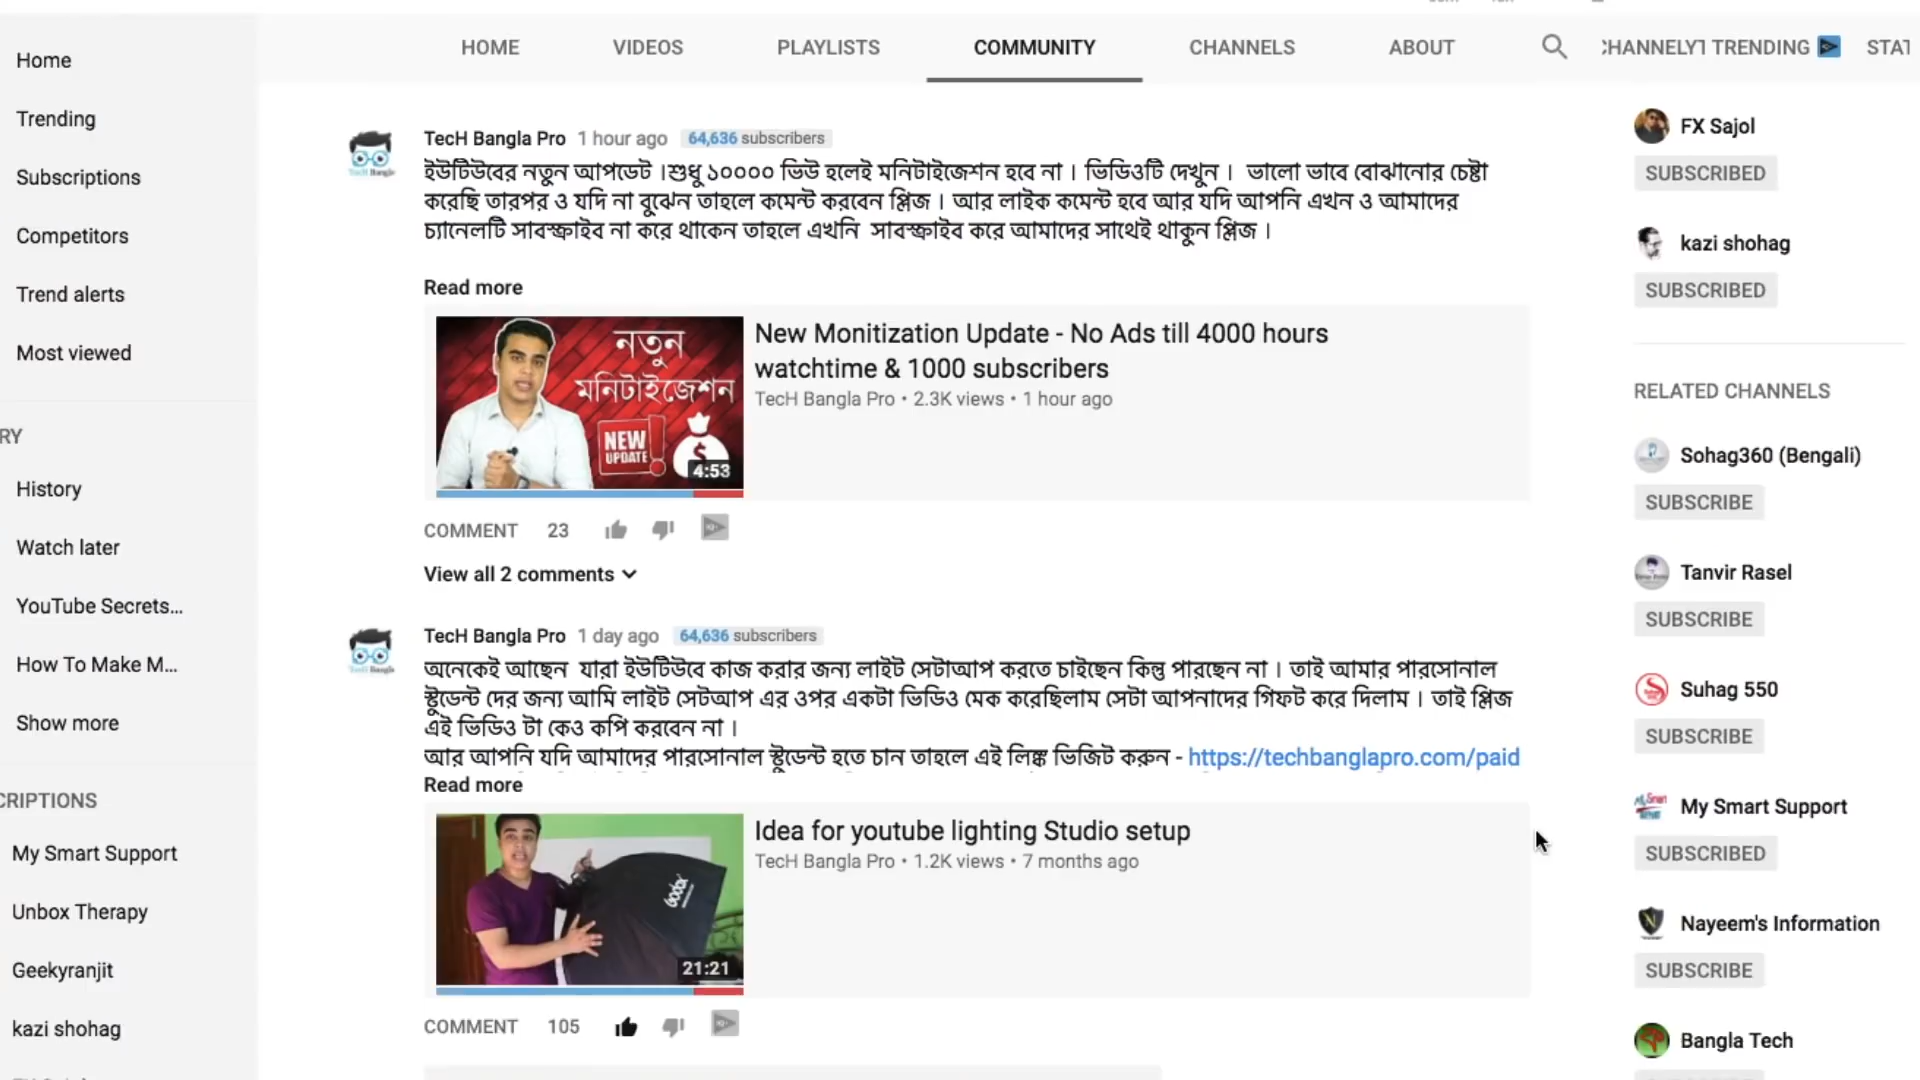 HOME
VIDEOS
PLAYLISTS
COMMUNITY
CHANNELS
ABOUT
TRENDING
Home
Trending
Subscriptions
Competitors
Trend alerts
Most viewed
RY
History
Watch later
YouTube Secrets...
How To Make M...
Show more
CRIPTIONS
My Smart Support
Unbox Therapy
Geekyranjit
kazi shohag
TecH Bangla Pro 1 hour ago 64,636 subscribers
ইউটিউবের নতুন আপডেট ।শুধু ১০০০০ ভিউ হলেই মনিটাইজেশন হবে না । ভিডিওটি দেখুন । ভালো ভাবে বোঝানোর চেষ্টা
করেছি তারপর ও যদি না বুঝেন তাহলে কমেন্ট করবেন প্লিজ । আর লাইক কমেন্ট হবে আর যদি আপনি এখন ও আমাদের
চ্যানেলটি সাবস্ক্রাইব না করে থাকেন তাহলে এখনি সাবস্ক্রাইব করে আমাদের সাথেই থাকুন প্লিজ ।
Read more
নতুন
মনিটাইজেশন
NEW
UPDATE
4:53
New Monitization Update - No Ads till 4000 hours
watchtime & 1000 subscribers
TecH Bangla Pro • 2.3K views • 1 hour ago
COMMENT 23
View all 2 comments
TecH Bangla Pro 1 day ago 64,636 subscribers
অনেকেই আছেন যারা ইউটিউবে কাজ করার জন্য লাইট সেটাআপ করতে চাইছেন কিন্তু পারছেন না । তাই আমার পারসোনাল
স্টুডেন্ট দের জন্য আমি লাইট সেটআপ এর ওপর একটা ভিডিও মেক করেছিলাম সেটা আপনাদের গিফট করে দিলাম । তাই প্লিজ
এই ভিডিও টা কেও কপি করবেন না ।
আর আপনি যদি আমাদের পারসোনাল স্টুডেন্ট হতে চান তাহলে এই লিঙ্ক ভিজিট করুন - https://techbanglapro.com/paid
Read more
Godox
21:21
Idea for youtube lighting Studio setup
TecH Bangla Pro • 1.2K views • 7 months ago
COMMENT 105
FX Sajol
SUBSCRIBED
kazi shohag
SUBSCRIBED
RELATED CHANNELS
Sohag360 (Bengali)
SUBSCRIBE
Tanvir Rasel
SUBSCRIBE
Suhag 550
SUBSCRIBE
My Smart Support
SUBSCRIBED
Nayeem's Information
SUBSCRIBE
Bangla Tech